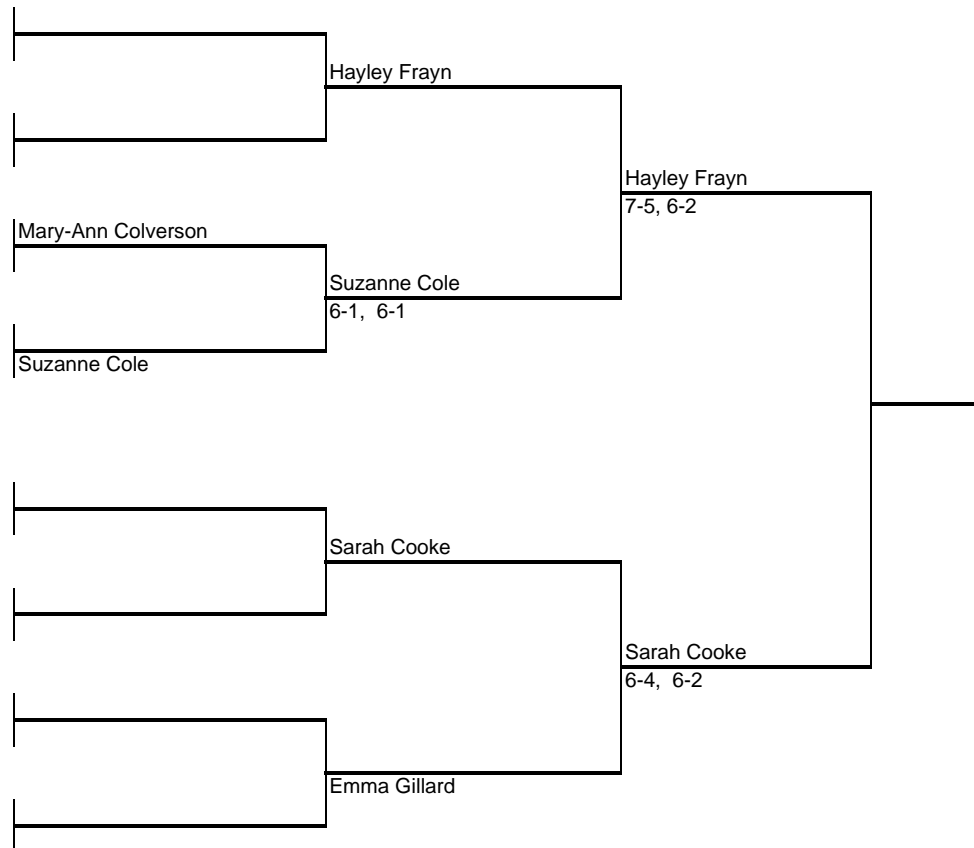 Hayley Frayn
Hayley Frayn
7-5, 6-2
Mary-Ann Colverson
Suzanne Cole
6-1,  6-1
Suzanne Cole
Sarah Cooke
Sarah Cooke
6-4,  6-2
Emma Gillard